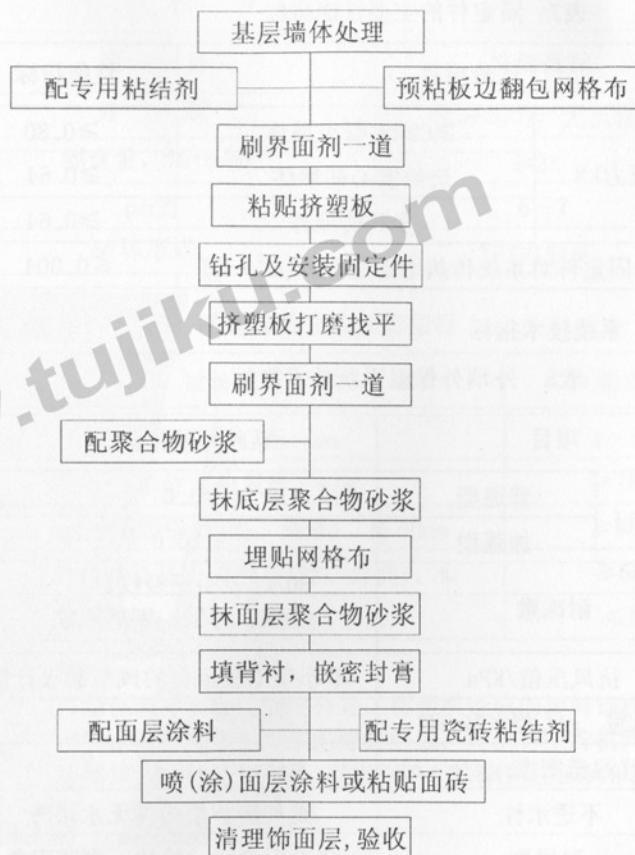 基层墙体处理
配专用粘结剂
预粘板边翻包网格布
刷界面剂一道
粘贴挤塑板
钻孔及安装固定件
挤塑板打磨找平
刷界面剂一道
配聚合物砂浆
抹底层聚合物砂浆
埋贴网格布
抹面层聚合物砂浆
填背衬，嵌密封膏
配面层涂料
配专用瓷砖粘结剂
喷(涂)面层涂料或粘贴面砖
清理饰面层,验收
.tujiku.com